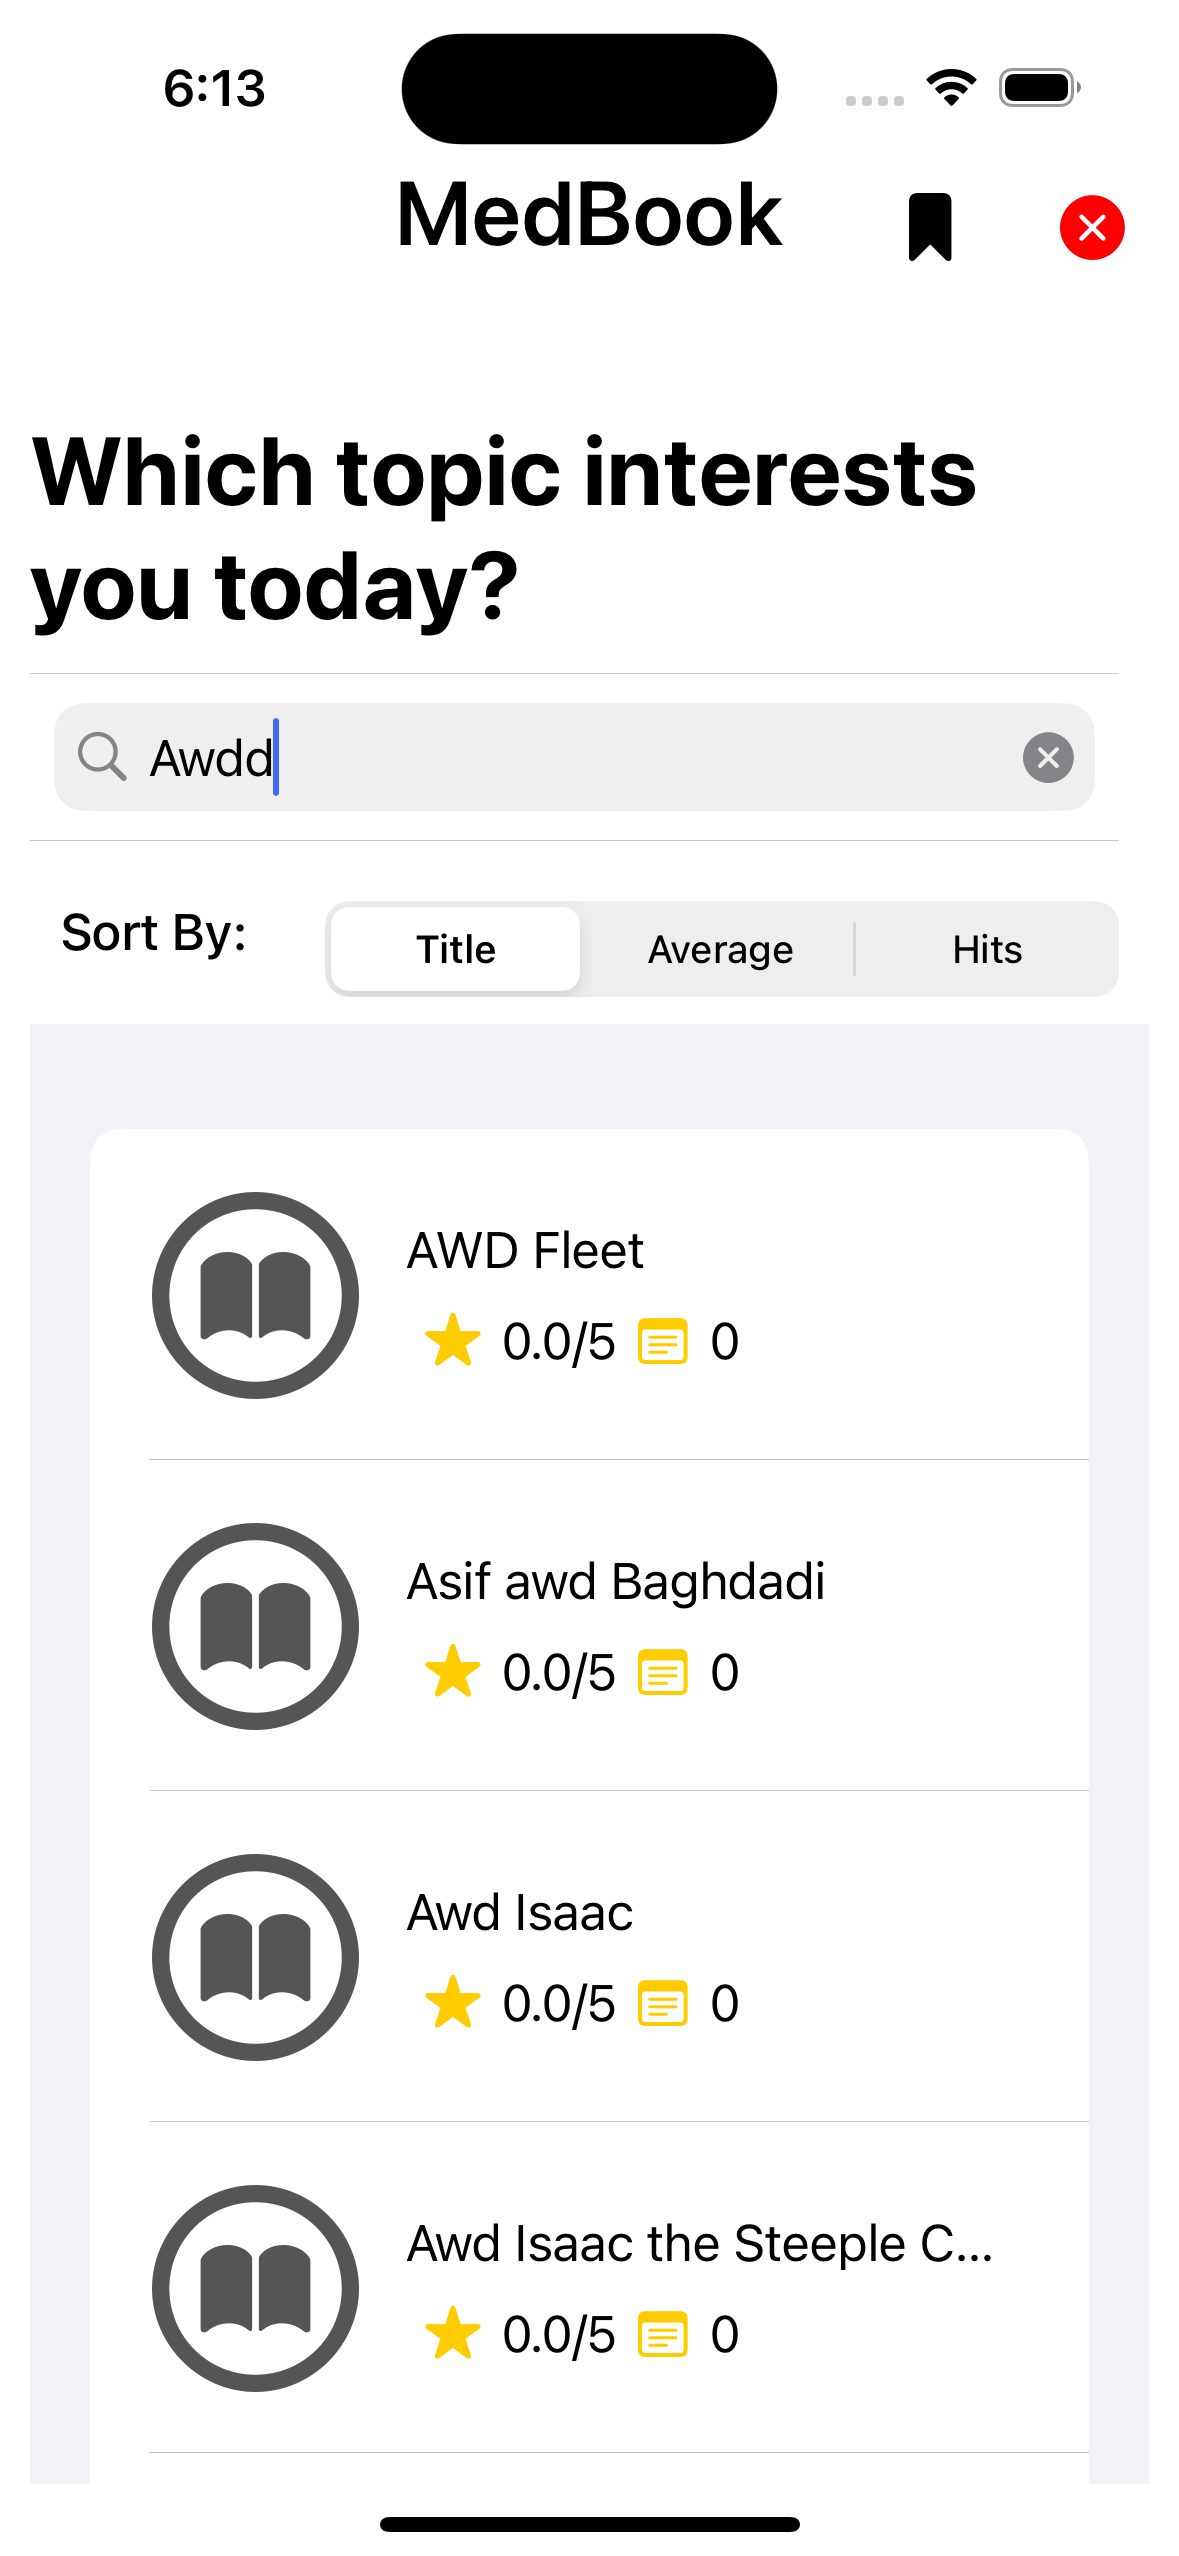 6:13
MedBook
Which topic interests
you today?
Awdd
Sort By:
Title Average Hits
AWD Fleet
0.0/5 0
Asif awd Baghdadi
0.0/5 0
Awd Isaac
0.0/5 0
Awd Isaac the Steeple C...
0.0/5 0